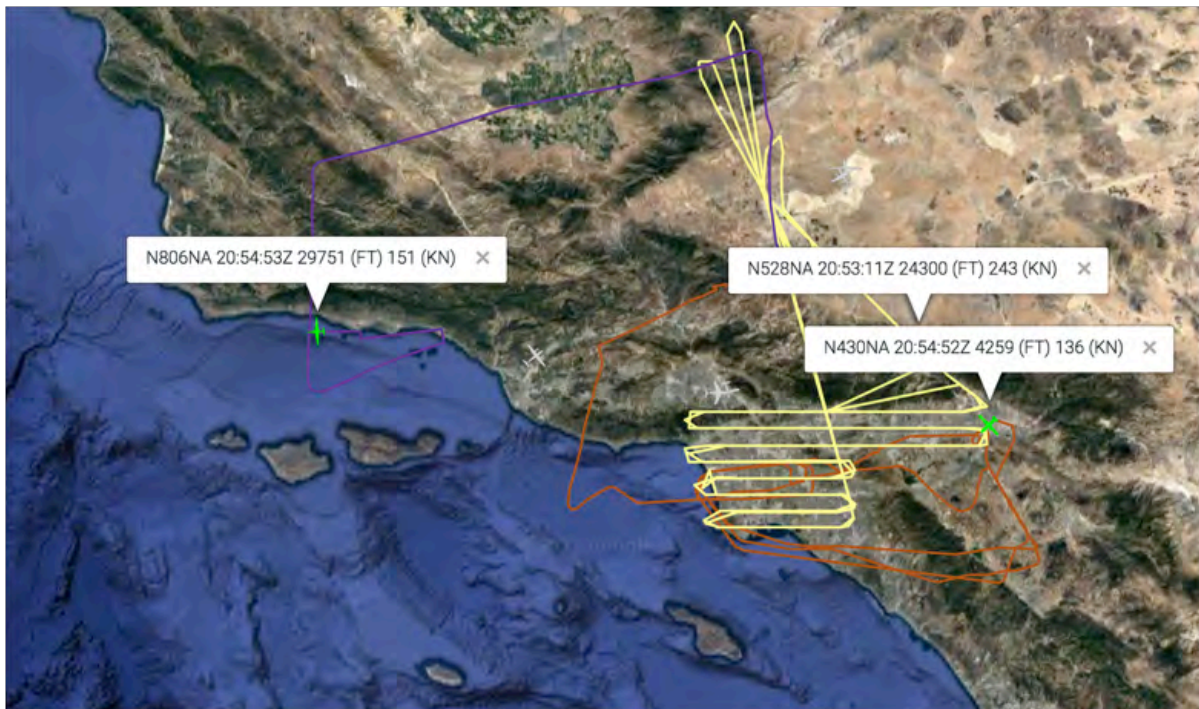 N806NA 20:54:53Z 29751 (FT) 151 (KN) ×
N528NA 20:53:11Z 24300 (FT) 243 (KN) ×
N430NA 20:54:52Z 4259 (FT) 136 (KN) ×